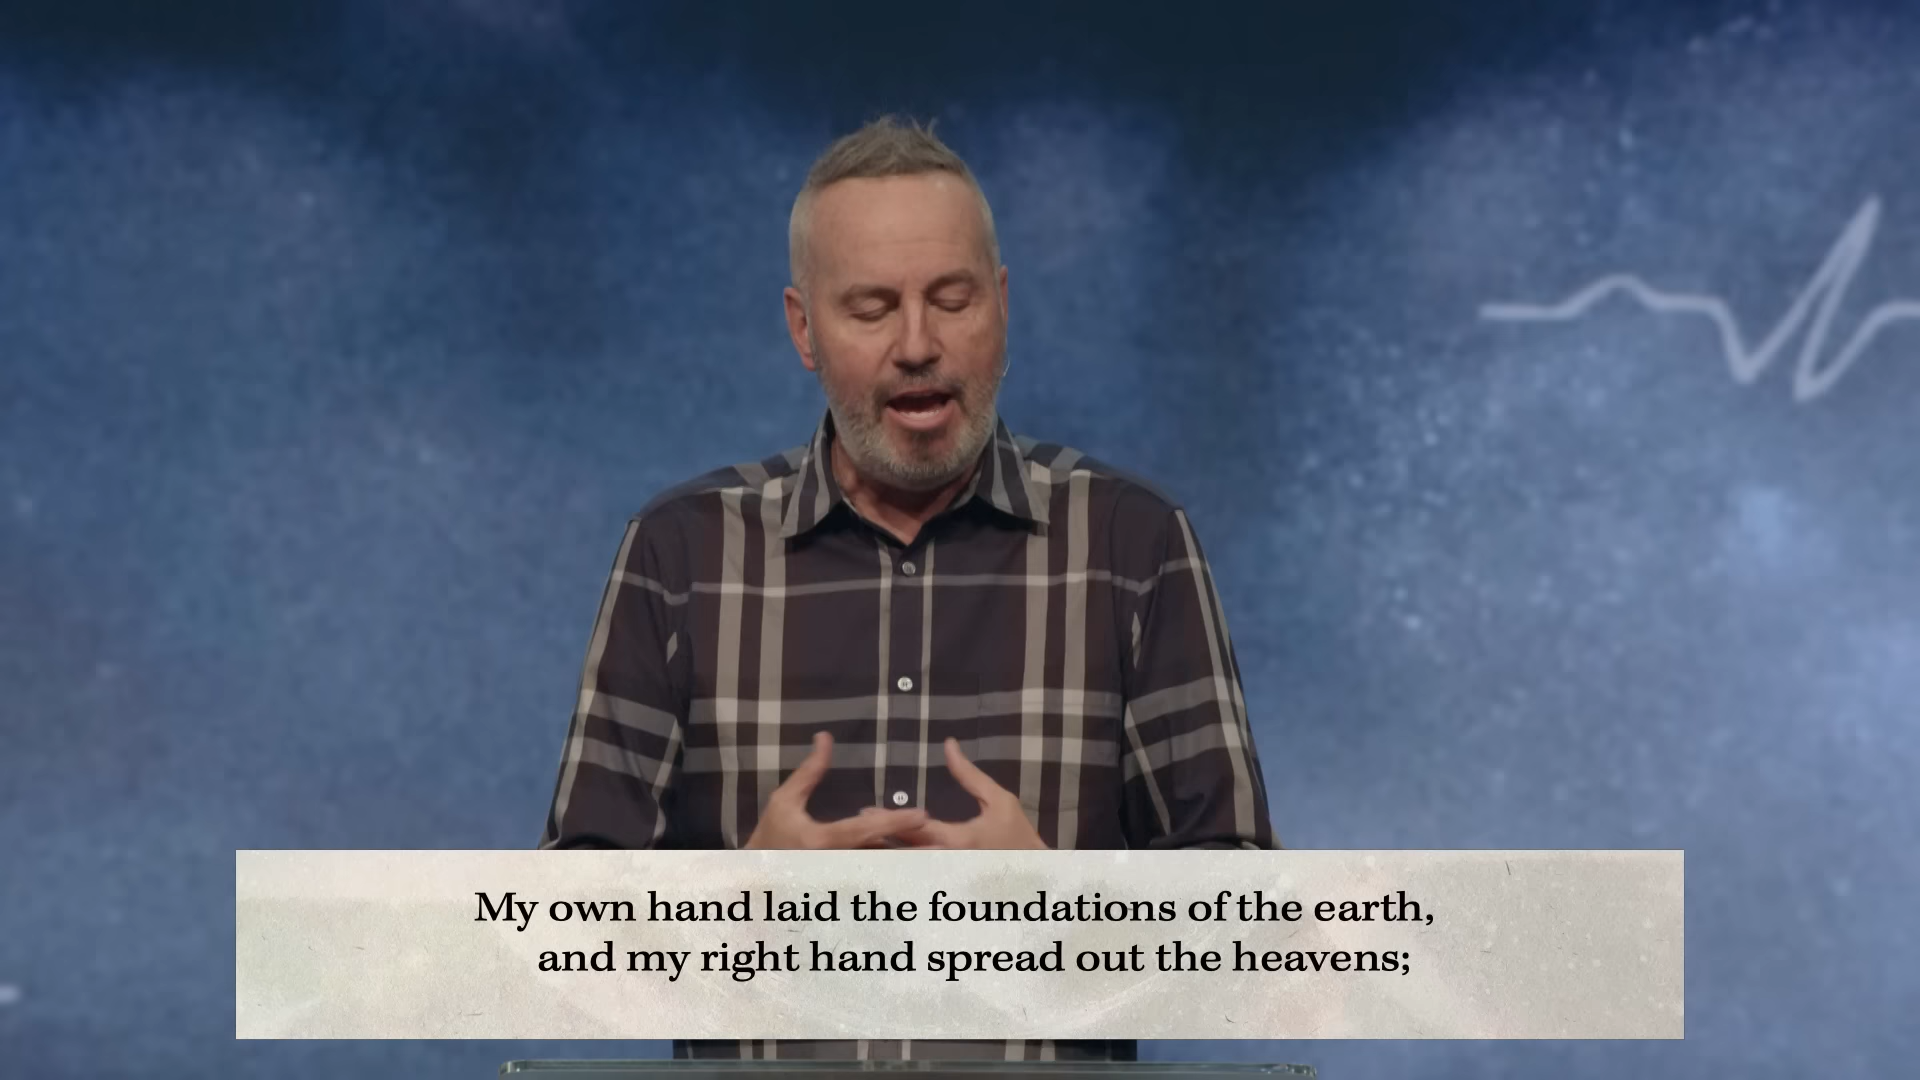 My own hand laid the foundations of the earth,
and my right hand spread out the heavens;